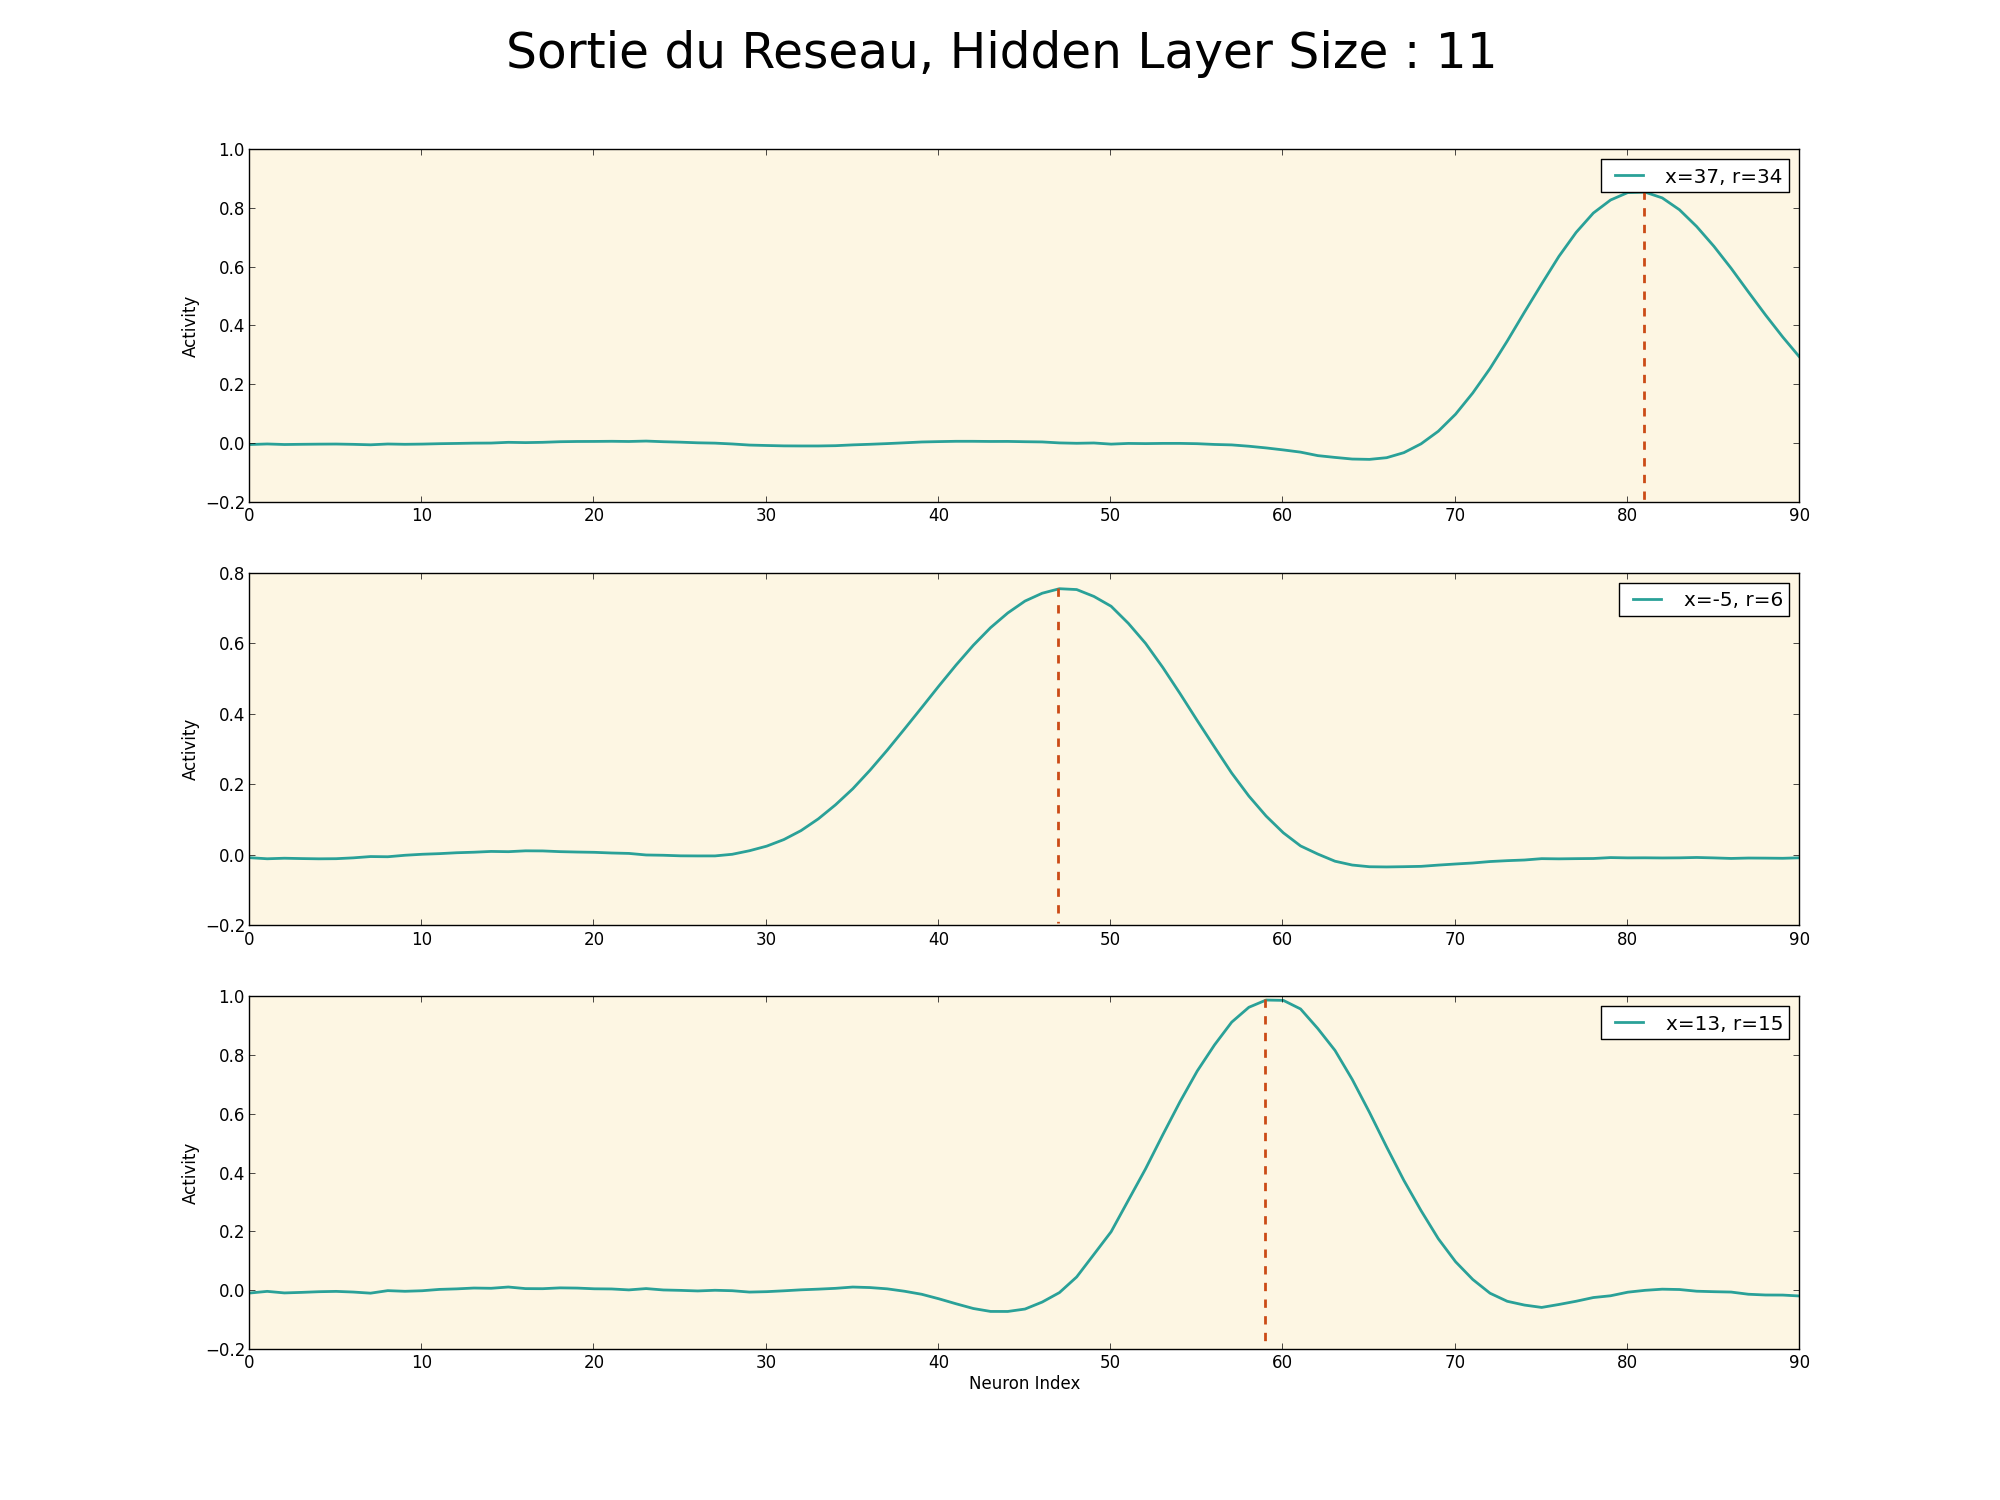 Sortie du Reseau, Hidden Layer Size : 11
1.0
0.8
0.6
0.4
0.2
0.0
−0.2
Activity
x=37, r=34
0 10 20 30 40 50 60 70 80 90
0.8
0.6
0.4
0.2
0.0
−0.2
Activity
x=-5, r=6
0 10 20 30 40 50 60 70 80 90
1.0
0.8
0.6
0.4
0.2
0.0
−0.2
Activity
x=13, r=15
0 10 20 30 40 50 60 70 80 90
Neuron Index